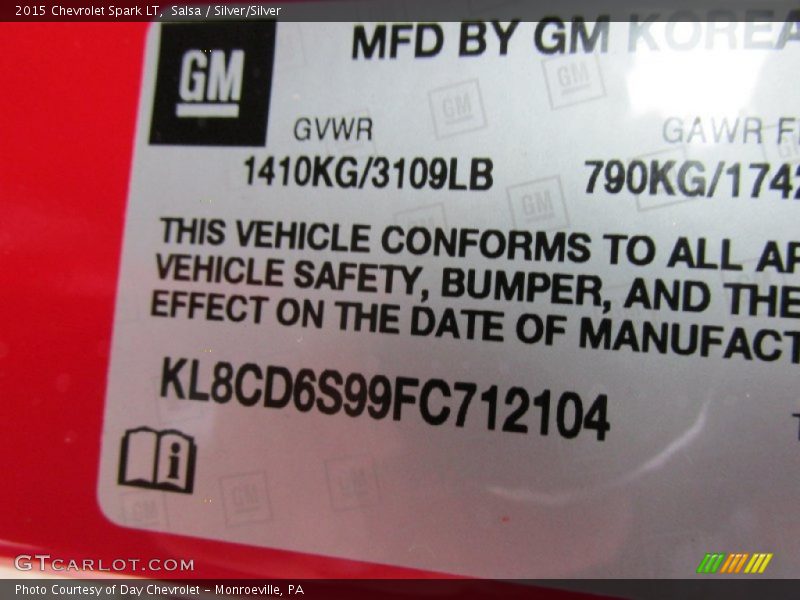 2015 Chevrolet Spark LT, Salsa / Silver/Silver
MFD BY GM KOREA
GM
GVWR
GAWR F
1410KG/3109LB
790KG/1742
THIS VEHICLE CONFORMS TO ALL AP
VEHICLE SAFETY, BUMPER, AND THE
EFFECT ON THE DATE OF MANUFACT
KL8CD6S99FC712104
GTCARLOT.COM
Photo Courtesy of Day Chevrolet - Monroeville, PA